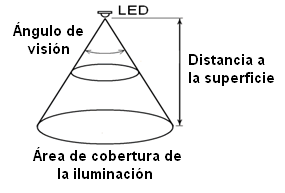 LED
Ángulo de
visión
Distancia a
la superficie
Área de cobertura de
la iluminación